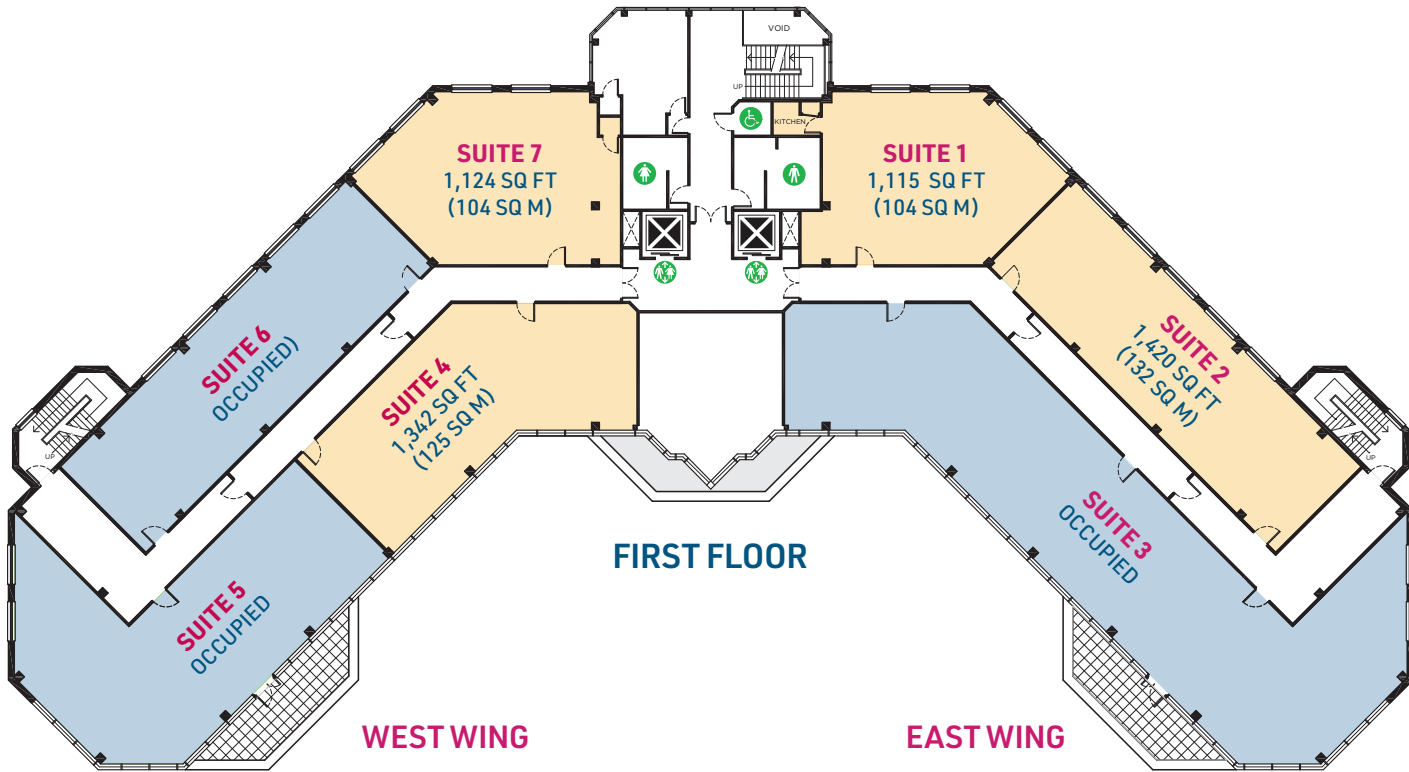 VOID
UP
KITCHEN
SUITE 7
1,124 SQ FT
(104 SQ M)
SUITE 1
1,115 SQ FT
(104 SQ M)
SUITE 6
OCCUPIED)
SUITE 4
1,342 SQ FT
(125 SQ M)
SUITE 2
1,420 SQ FT
(132 SQ M)
UP
UP
SUITE 3
OCCUPIED
FIRST FLOOR
SUITE 5
OCCUPIED
WEST WING
EAST WING